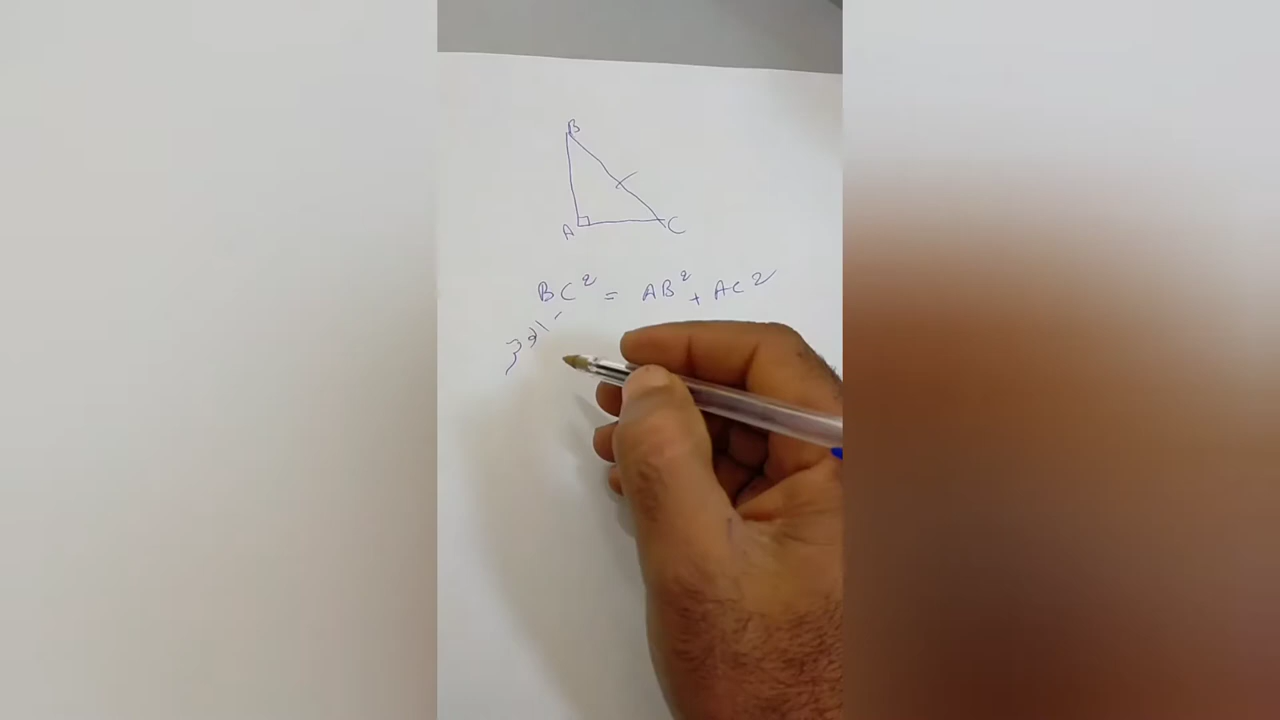 B
A C
BC² = AB² + AC²